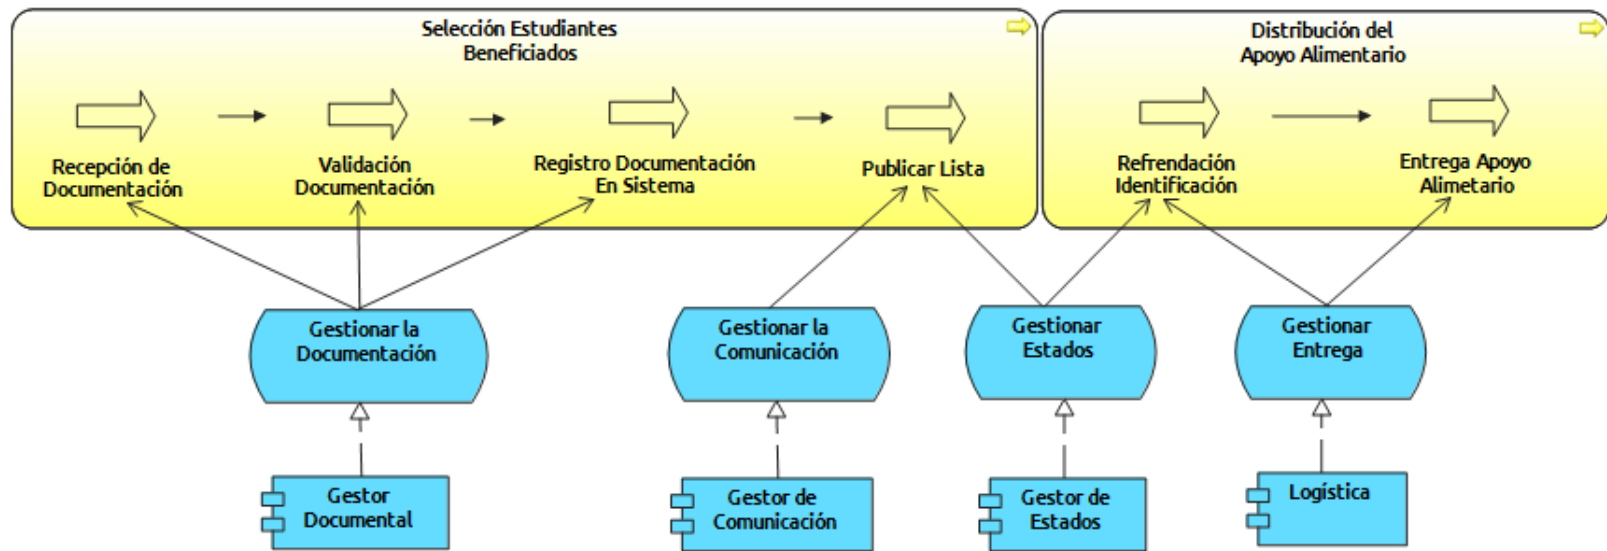 Selección Estudiantes
Beneficiados
Distribución del
Apoyo Alimentario
Recepción de
Documentación
Validación
Documentación
Registro Documentación
En Sistema
Publicar Lista
Refrendación
Identificación
Entrega Apoyo
Alimetario
Gestionar la
Documentación
Gestionar la
Comunicación
Gestionar
Estados
Gestionar
Entrega
Gestor
Documental
Gestor de
Comunicación
Gestor de
Estados
Logística